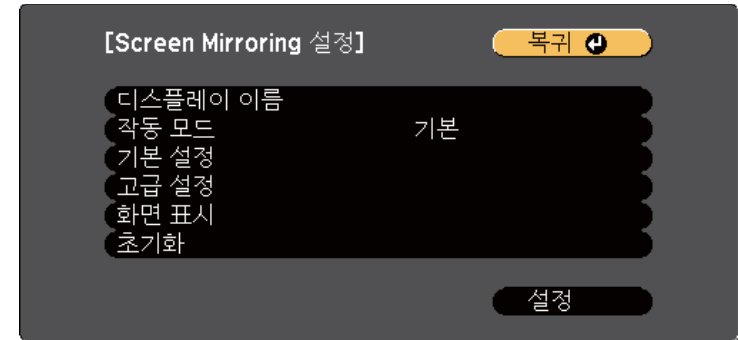 [Screen Mirroring 설정]
복귀
디스플레이 이름
작동 모드 기본
기본 설정
고급 설정
화면 표시
초기화
설정